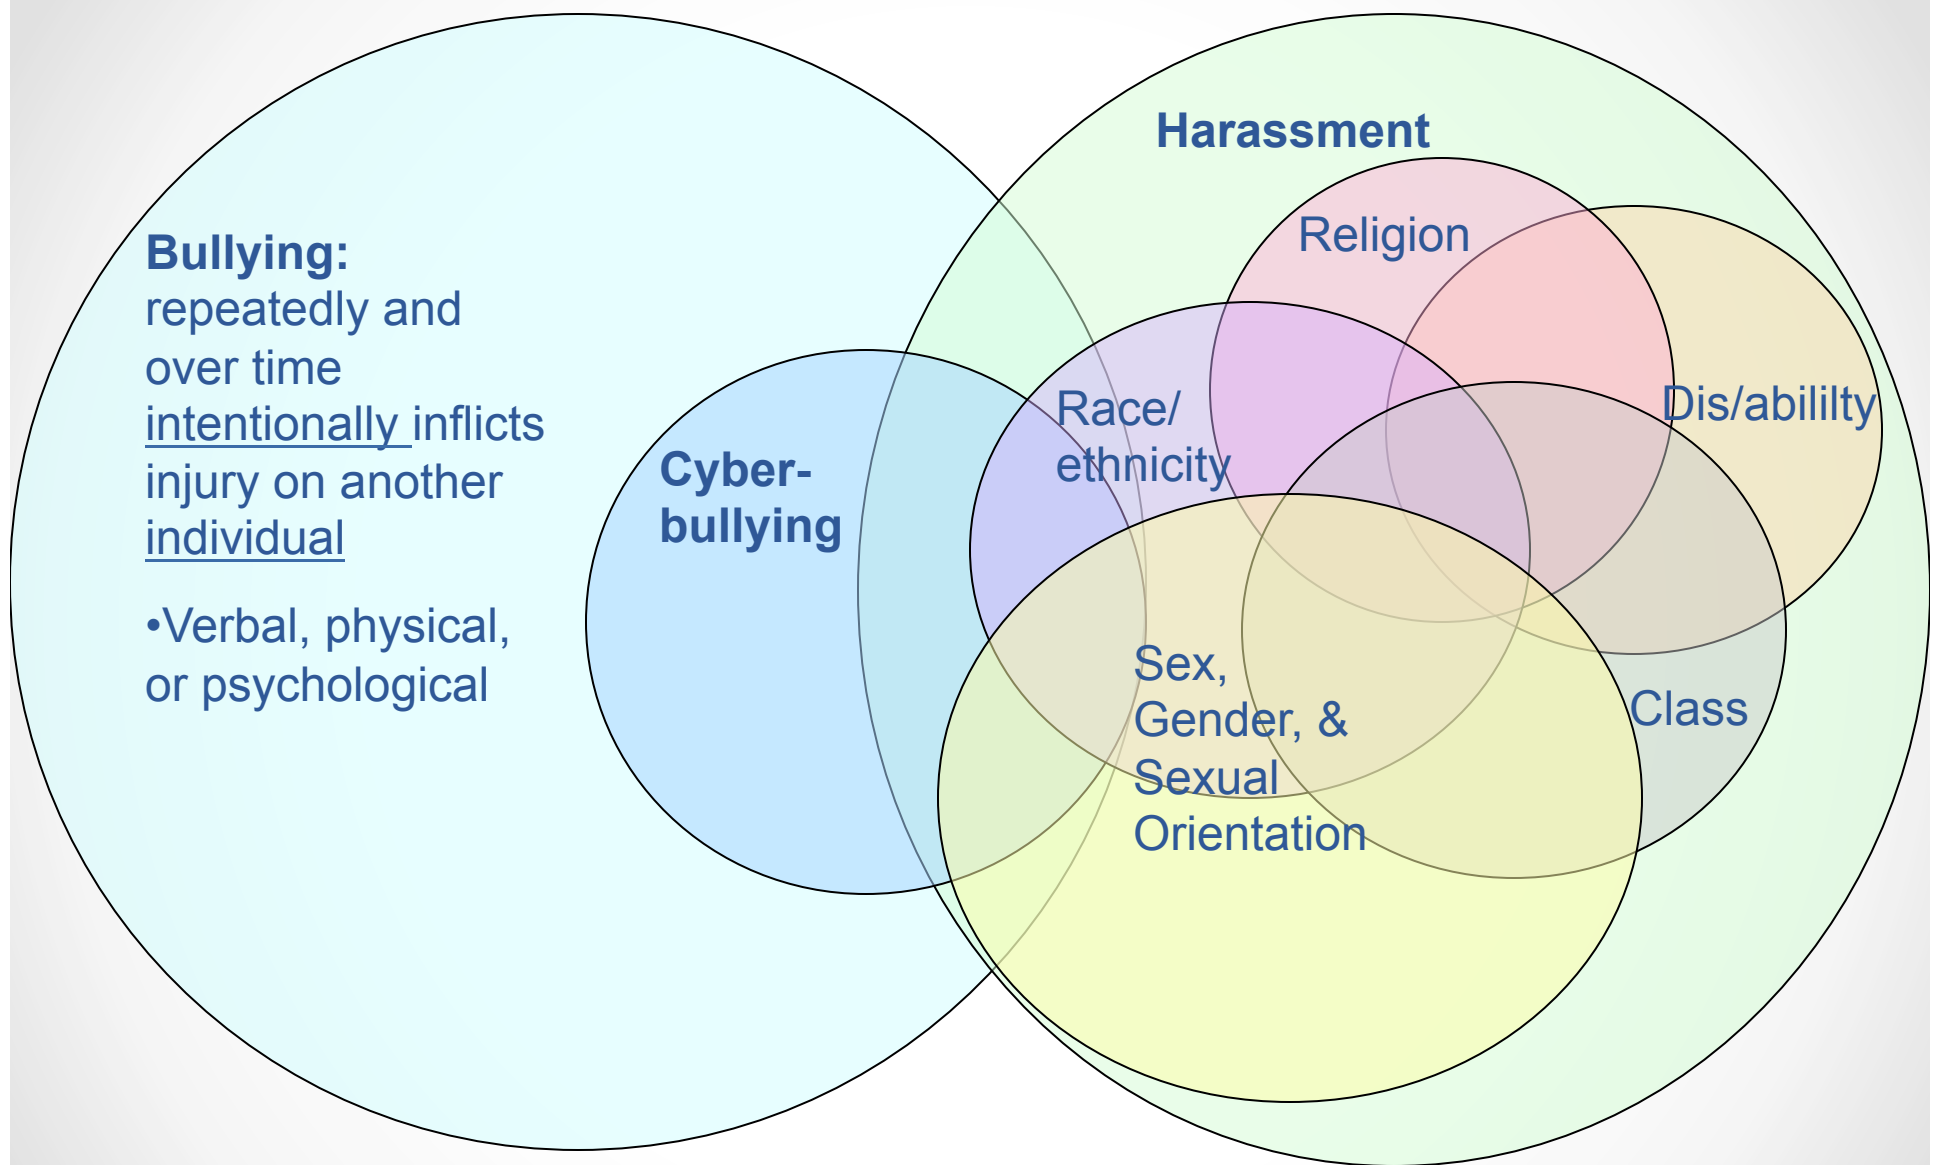 Harassment
Religion
Bullying:
repeatedly and
over time
intentionally inflicts
injury on another
individual
•Verbal, physical,
or psychological
Cyber-
bullying
Race/
ethnicity
Dis/abililty
Sex,
Gender, &
Sexual
Orientation
Class